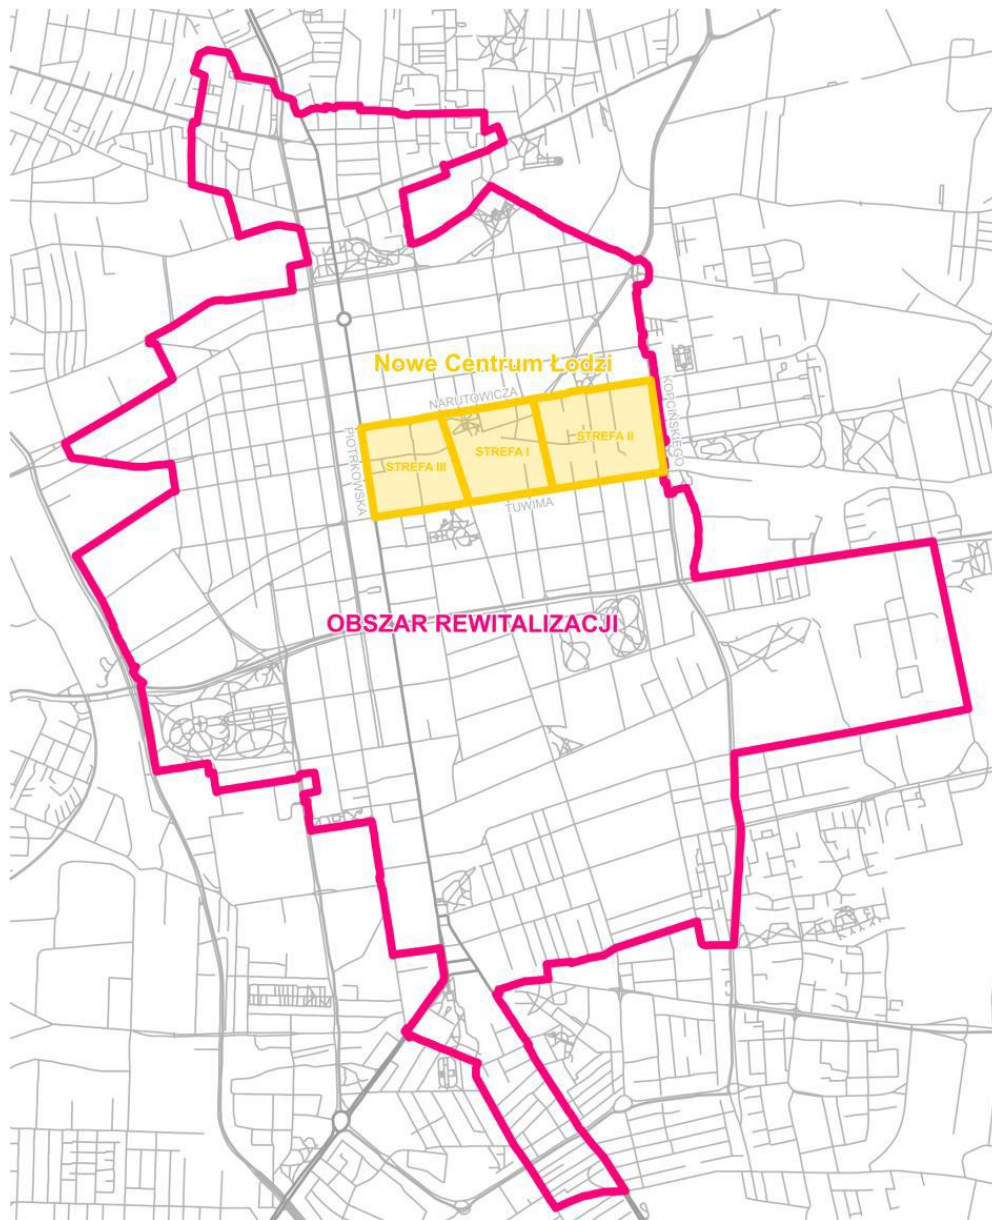 Nowe Centrum Łodzi
NARUTOWICZA
KOPCIŃSKIEGO
PIOTRKOWSKA
STREFA III
STREFA I
STREFA II
TUWIMA
OBSZAR REWITALIZACJI